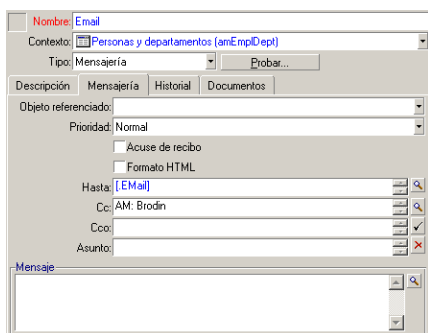 Nombre: Email
Contexto: Personas y departamentos (amEmplDept)
Tipo: Mensajería Probar...
Descripción Mensajería Historial Documentos
Objeto referenciado:
Prioridad: Normal
Acuse de recibo
Formato HTML
Hasta: [.EMail]
Cc: AM: Brodin
Cco:
Asunto:
Mensaje